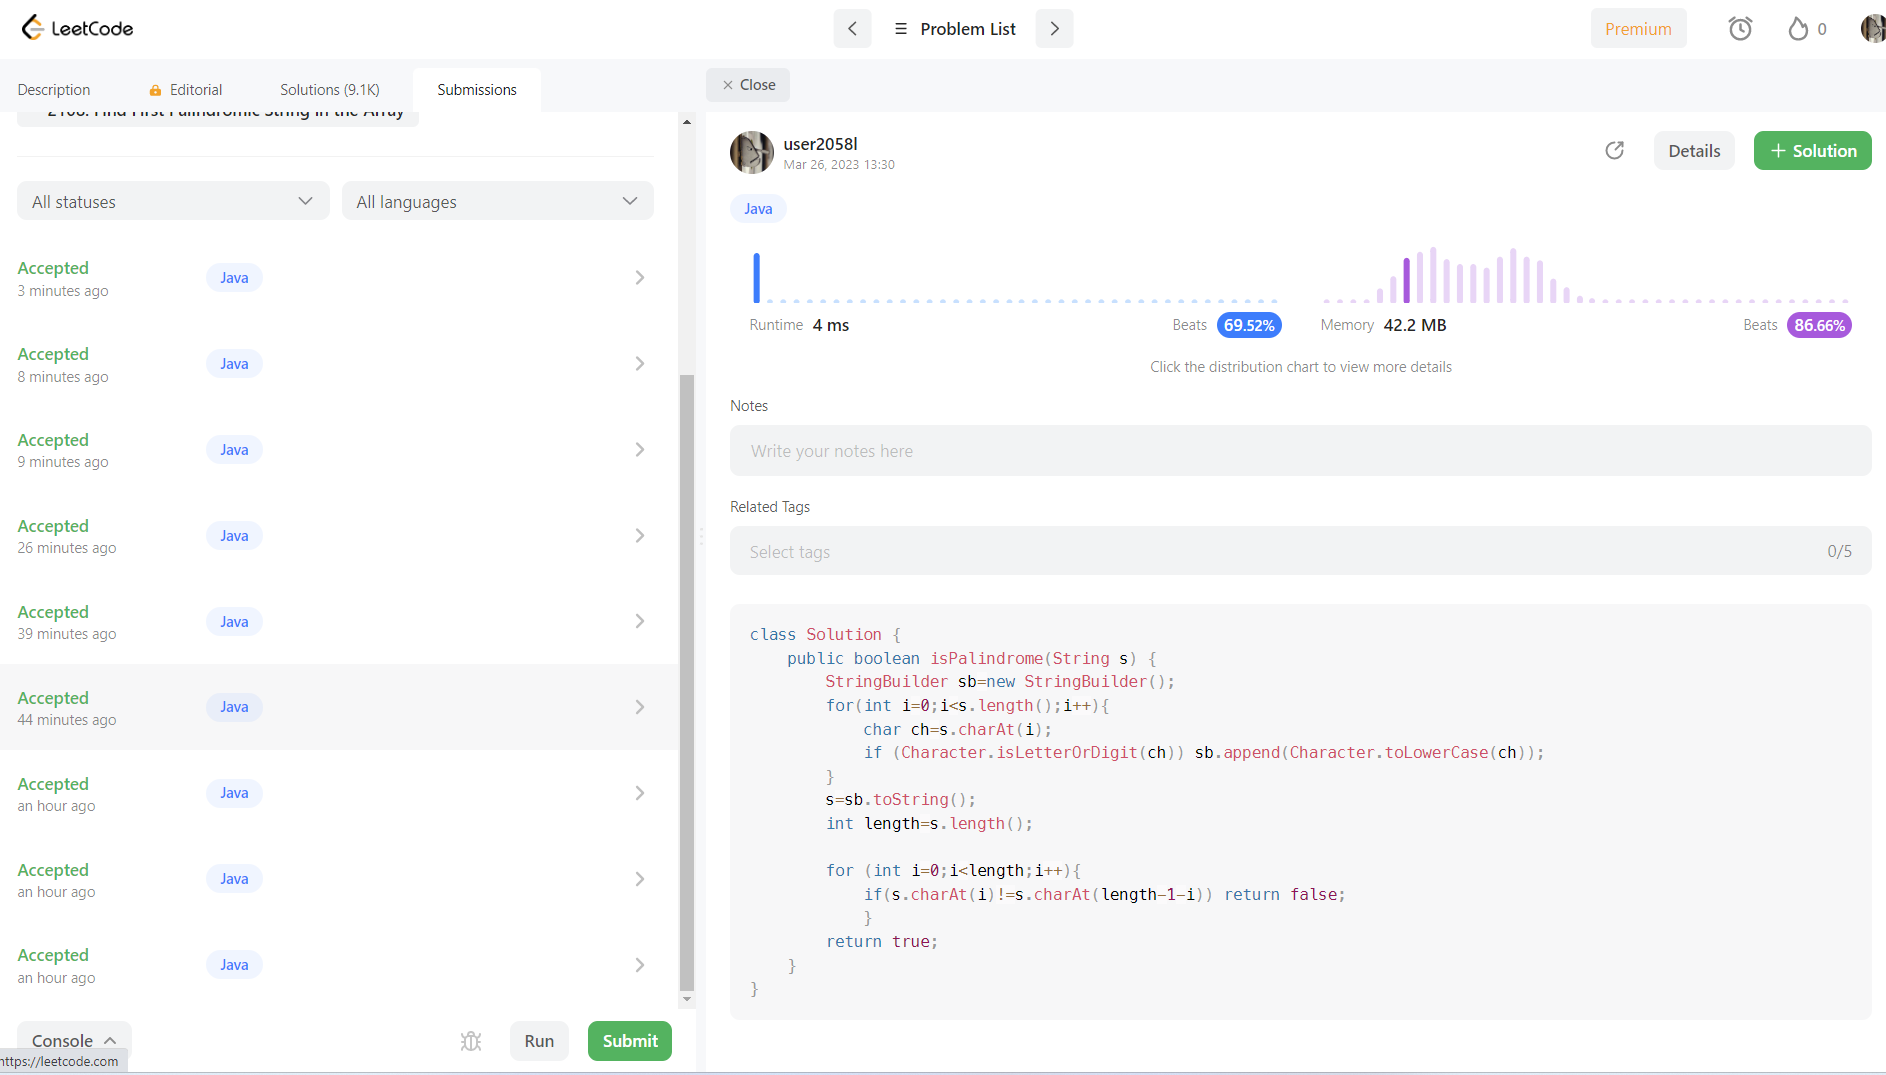 LeetCode
Problem List
Premium
0
Description
Editorial
Solutions (9.1K)
Submissions
Close
2108. Find First Palindromic String in the Array
All statuses
All languages
Accepted
3 minutes ago
Java
Accepted
8 minutes ago
Java
Accepted
9 minutes ago
Java
Accepted
26 minutes ago
Java
Accepted
39 minutes ago
Java
Accepted
44 minutes ago
Java
Accepted
an hour ago
Java
Accepted
an hour ago
Java
Accepted
an hour ago
Java
Console
Run
Submit
https://leetcode.com
user2058l
Mar 26, 2023 13:30
Details
+ Solution
Java
Runtime 4 ms
Beats 69.52%
Memory 42.2 MB
Beats 86.66%
Click the distribution chart to view more details
Notes
Write your notes here
Related Tags
Select tags
0/5
class Solution {
    public boolean isPalindrome(String s) {
        StringBuilder sb=new StringBuilder();
        for(int i=0;i<s.length();i++){
            char ch=s.charAt(i);
            if (Character.isLetterOrDigit(ch)) sb.append(Character.toLowerCase(ch));
        }
        s=sb.toString();
        int length=s.length();
        for (int i=0;i<length;i++){
            if(s.charAt(i)!=s.charAt(length-1-i)) return false;
            }
        return true;
    }
}